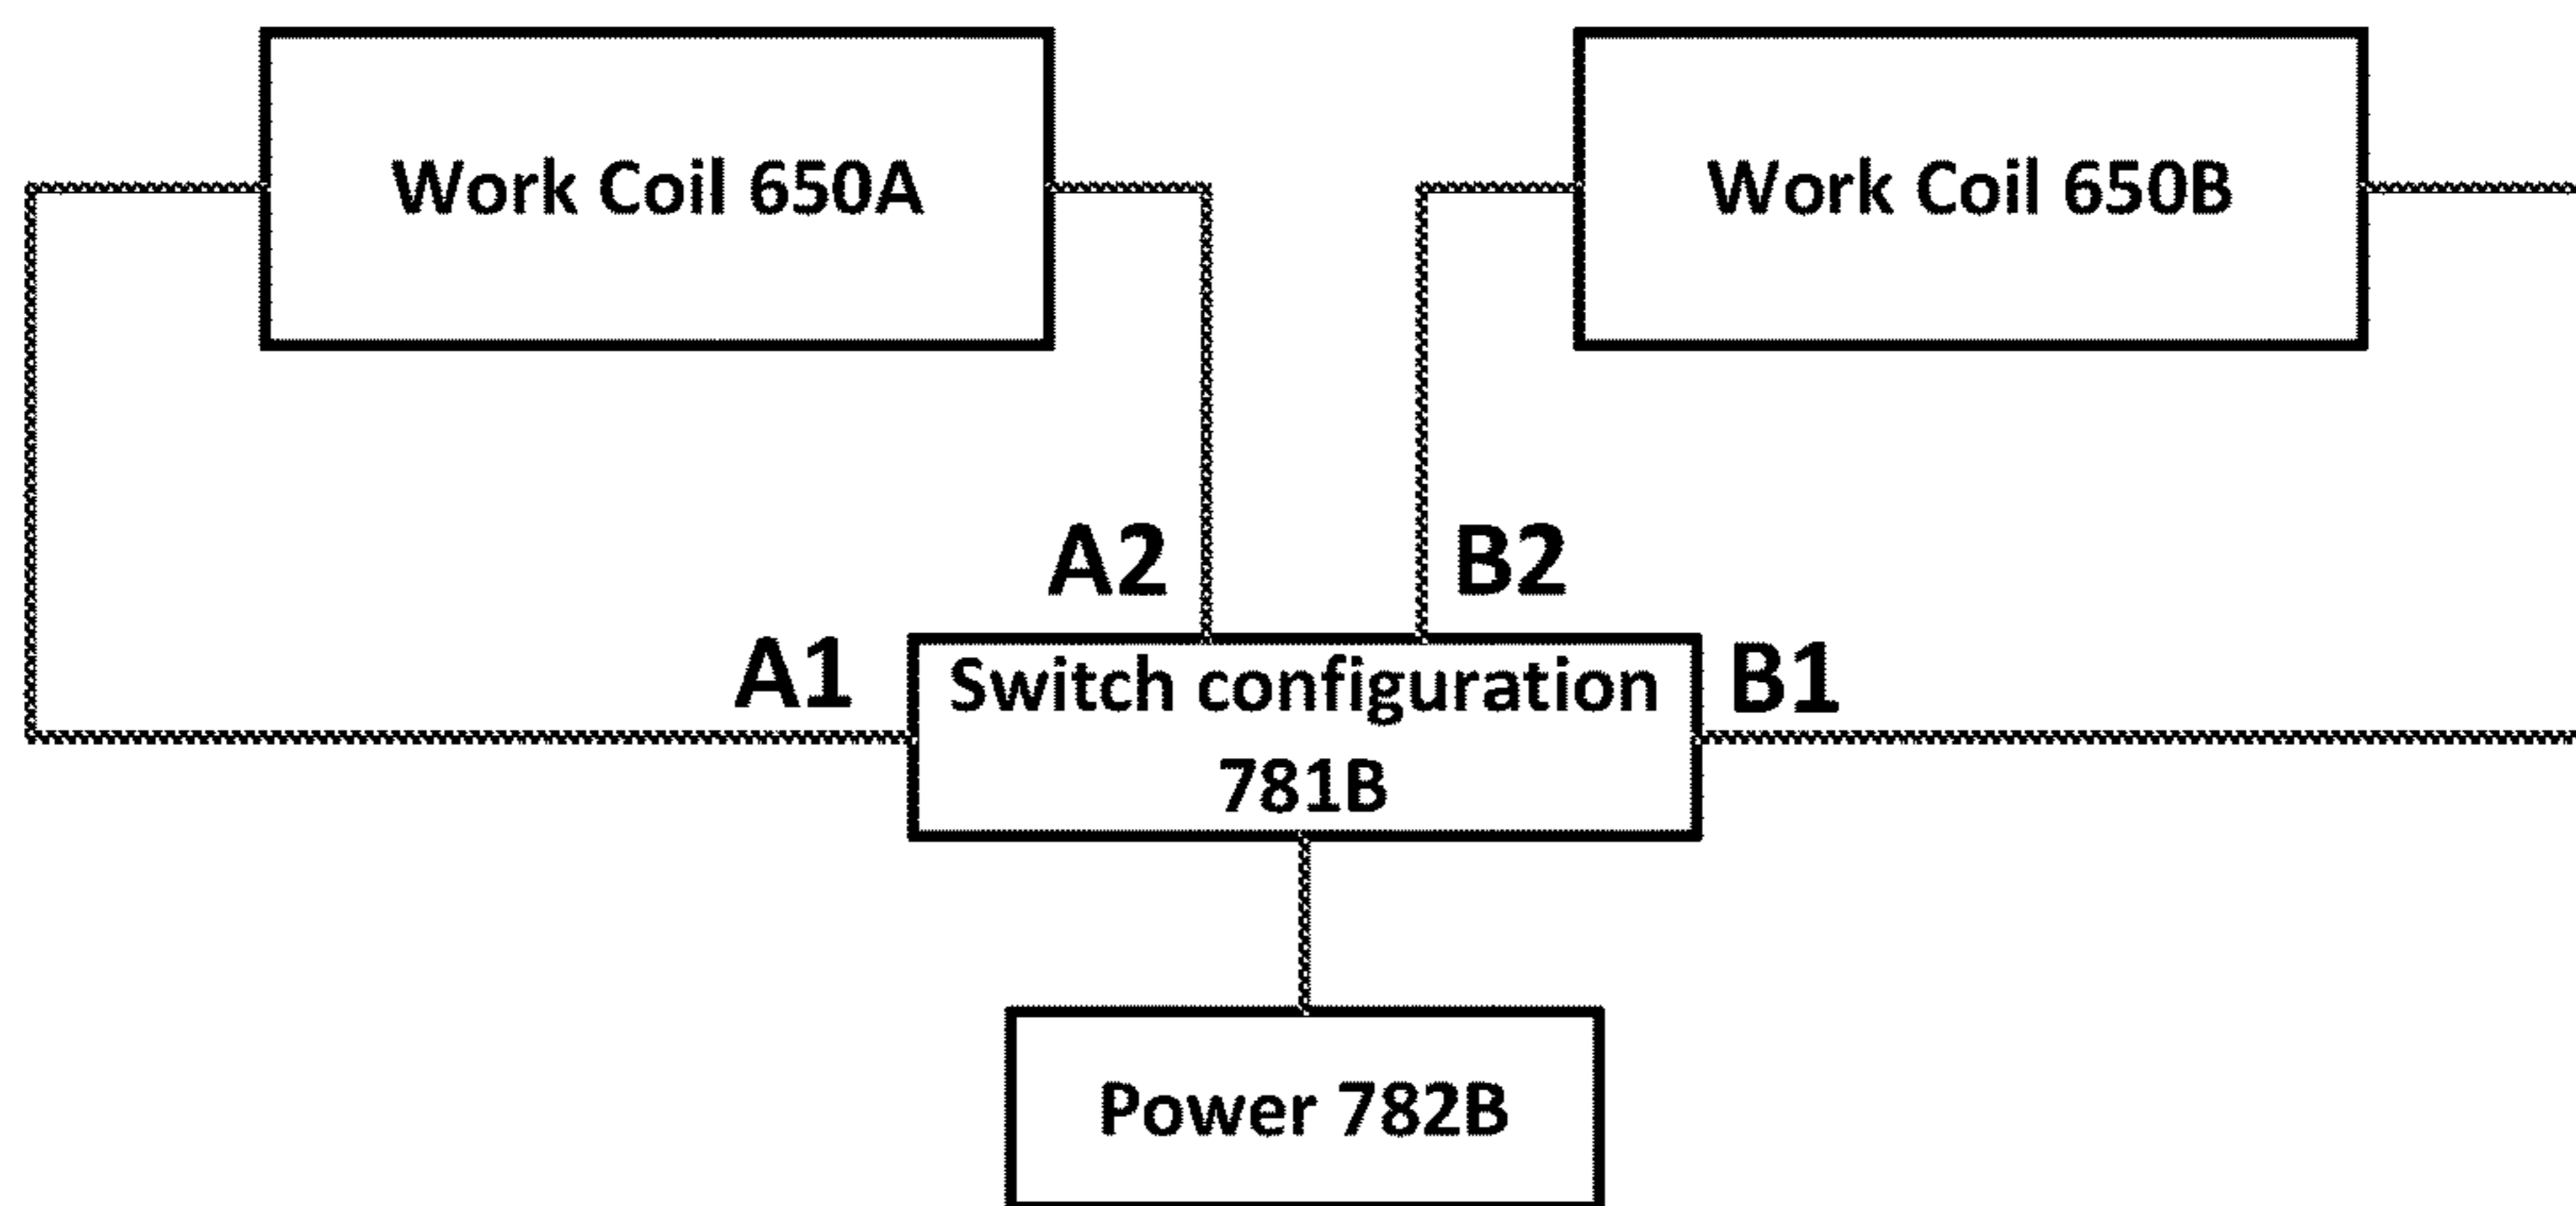 Work Coil 650A
Work Coil 650B
A2
B2
A1
Switch configuration
781B
B1
Power 782B